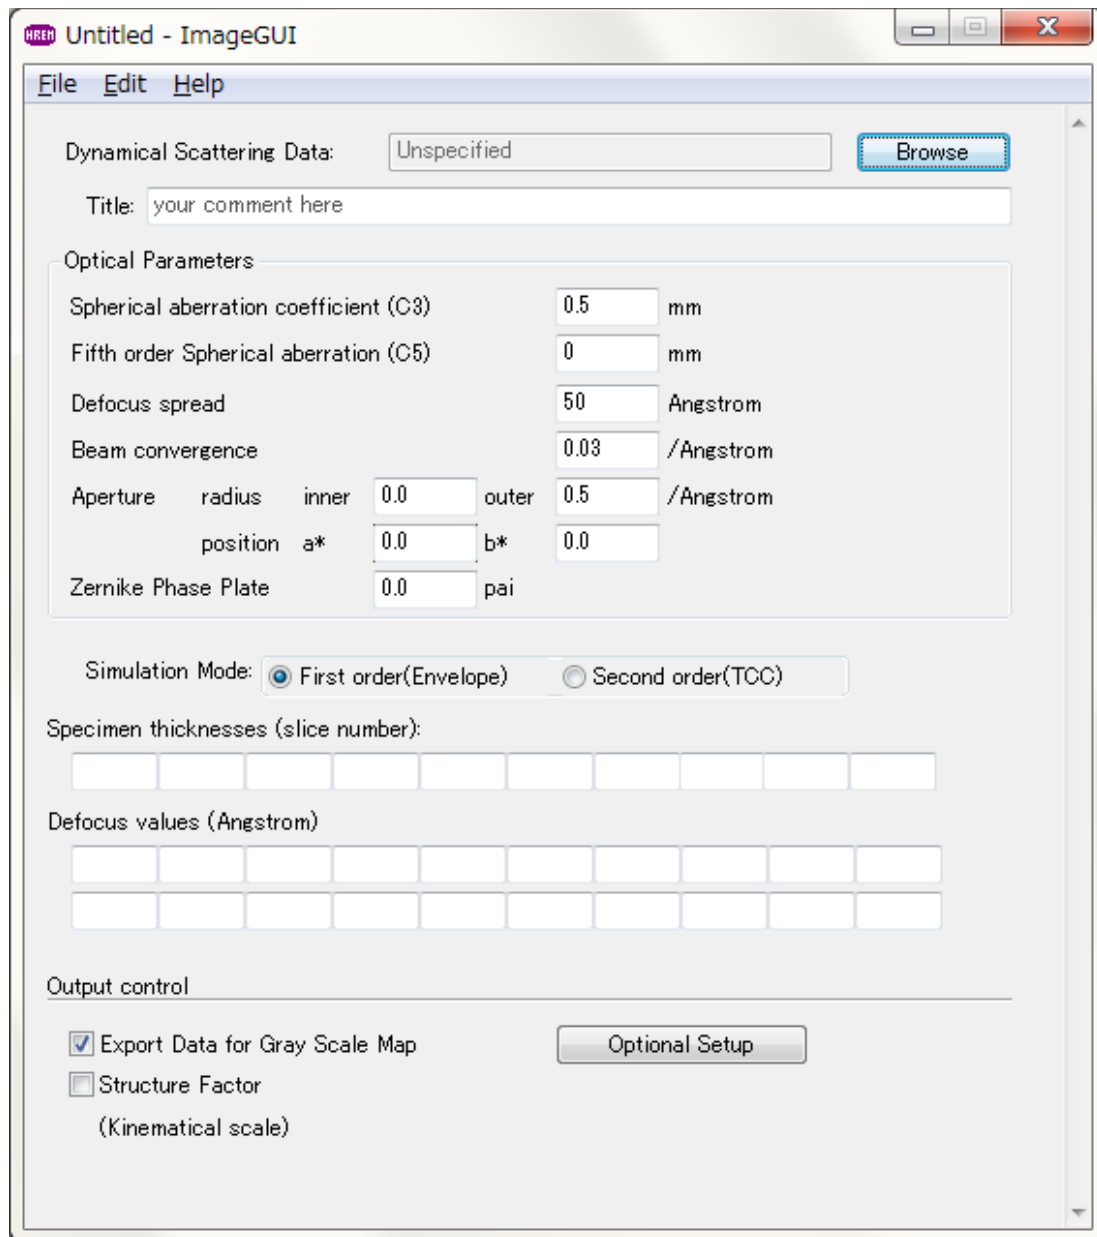 HREM Untitled - ImageGUI
File Edit Help
Dynamical Scattering Data: Unspecified Browse
Title: your comment here
Optical Parameters
Spherical aberration coefficient (C3) 0.5 mm
Fifth order Spherical aberration (C5) 0 mm
Defocus spread 50 Angstrom
Beam convergence 0.03 /Angstrom
Aperture radius inner 0.0 outer 0.5 /Angstrom
position a* 0.0 b* 0.0
Zernike Phase Plate 0.0 pai
Simulation Mode: First order(Envelope) Second order(TCC)
Specimen thicknesses (slice number):
Defocus values (Angstrom)
Output control
Export Data for Gray Scale Map Optional Setup
Structure Factor
(Kinematical scale)